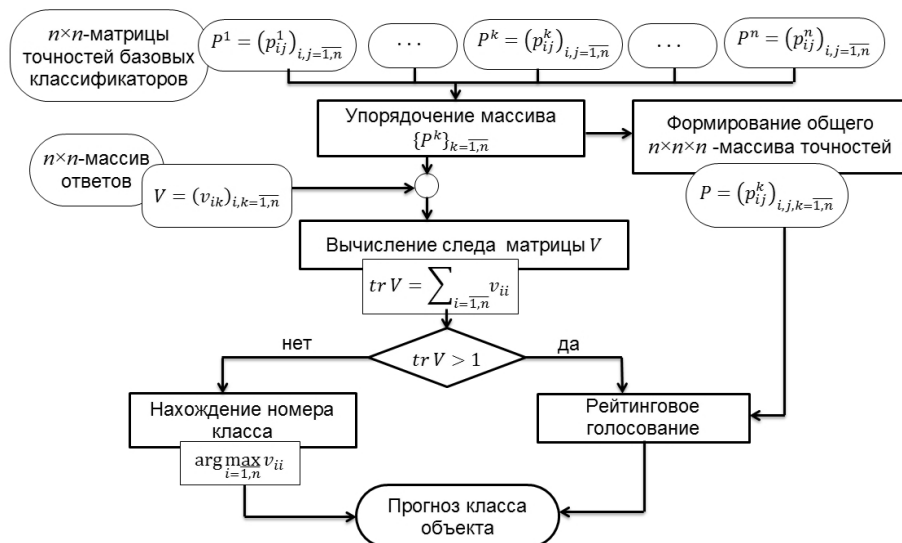 n×n-матрицы
точностей базовых
классификаторов
P¹ = (p¹ᵢⱼ)ᵢ,ⱼ₌1,n̅
. . .
Pᵏ = (pᵏᵢⱼ)ᵢ,ⱼ₌1,n̅
. . .
Pⁿ = (pⁿᵢⱼ)ᵢ,ⱼ₌1,n̅
Упорядочение массива
{Pᵏ}ₖ₌1,n̅
Формирование общего
n×n×n -массива точностей
n×n-массив
ответов
V = (vᵢₖ)ᵢ,ₖ₌1,n̅
P = (pᵏᵢⱼ)ᵢ,ⱼ,ₖ₌1,n̅
Вычисление следа матрицы V
tr V = ∑ᵢ₌1,n̅ vᵢᵢ
нет
tr V > 1
да
Нахождение номера
класса
arg max vᵢᵢ
i=1,n̅
Рейтинговое
голосование
Прогноз класса
объекта